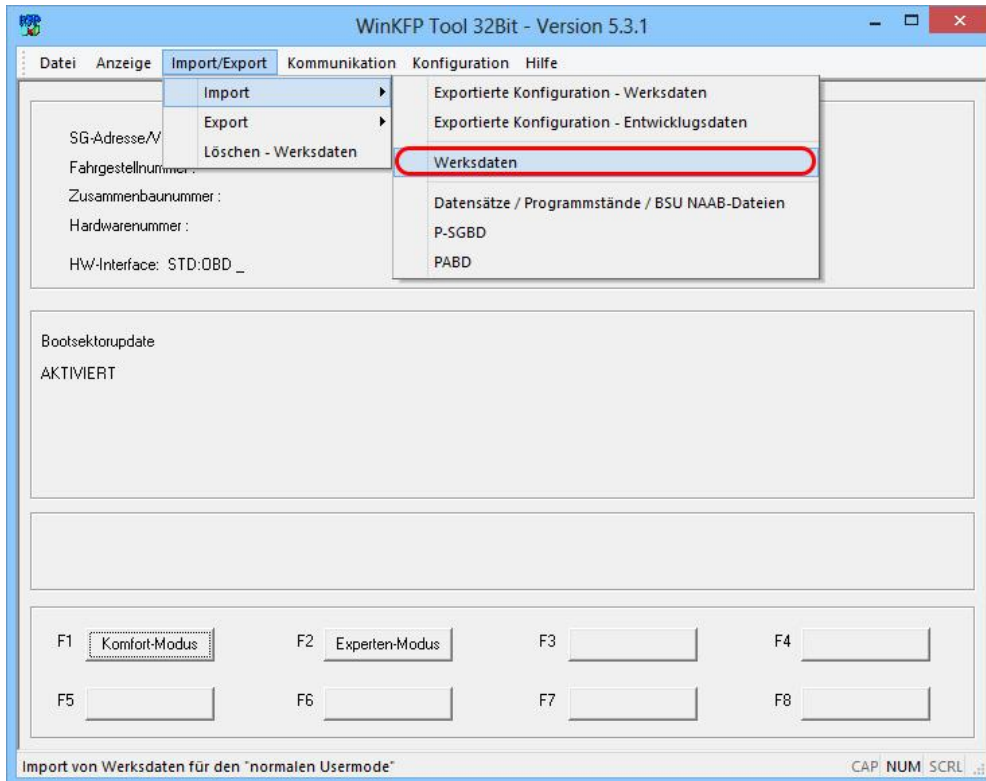 WinKFP Tool 32Bit - Version 5.3.1
Datei Anzeige Import/Export Kommunikation Konfiguration Hilfe
Import
Export
Löschen - Werksdaten
Exportierte Konfiguration - Werksdaten
Exportierte Konfiguration - Entwicklugsdaten
Werksdaten
Datensätze / Programmstände / BSU NAAB-Dateien
P-SGBD
PABD
SG-Adresse/V
Fahrgestellnummer :
Zusammenbaunummer :
Hardwarenummer :
HW-Interface: STD:OBD _
Bootsektorupdate
AKTIVIERT
F1 Komfort-Modus F2 Experten-Modus F3 F4
F5 F6 F7 F8
Import von Werksdaten für den "normalen Usermode" CAP NUM SCRL